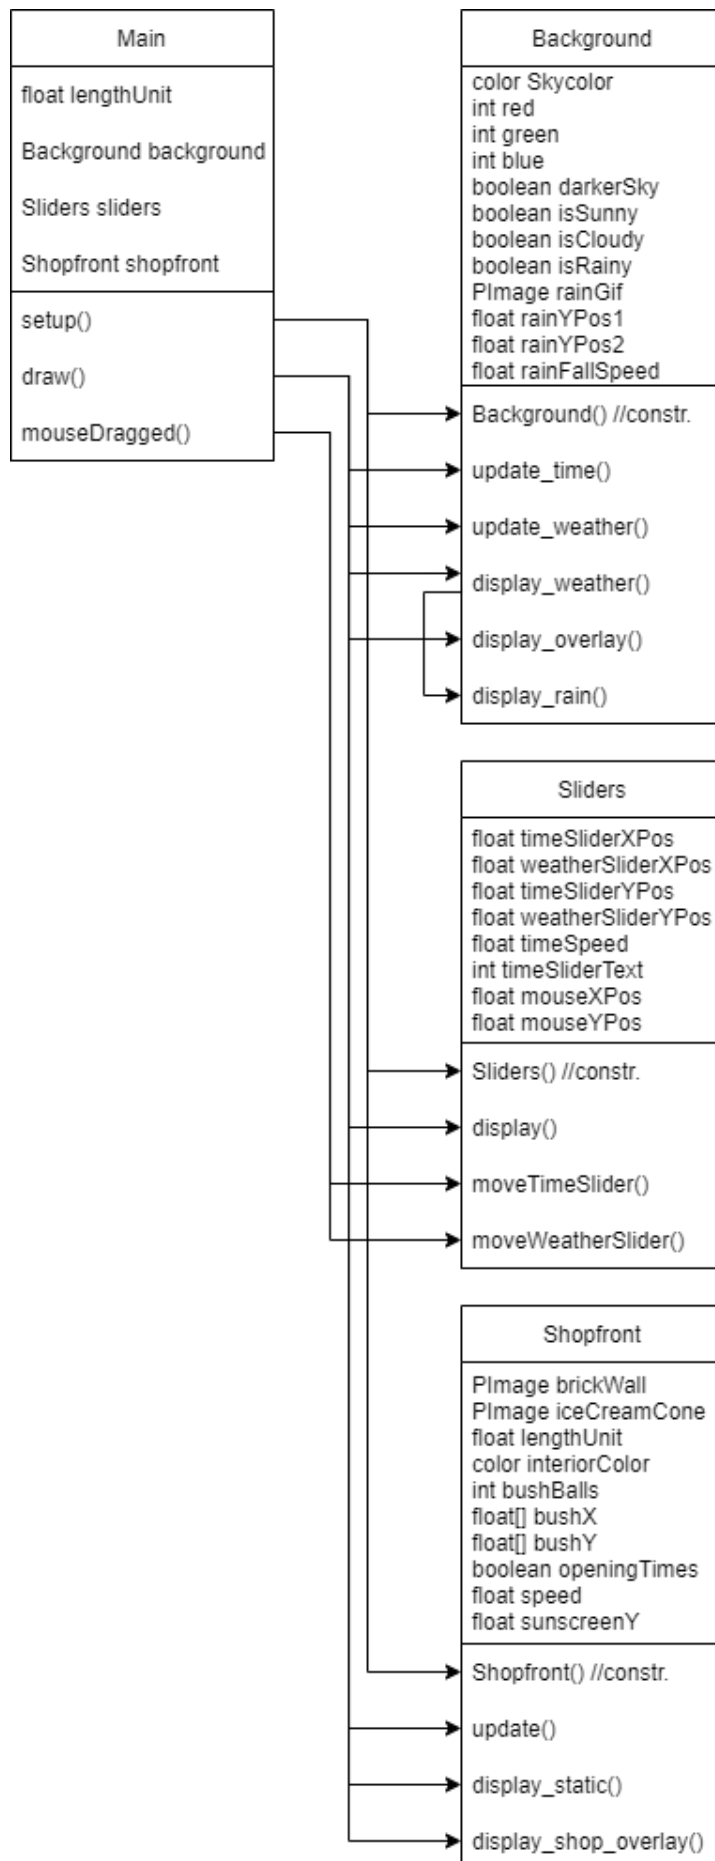 Main
float lengthUnit
Background background
Sliders sliders
Shopfront shopfront
setup()
draw()
mouseDragged()
Background
color Skycolor
int red
int green
int blue
boolean darkerSky
boolean isSunny
boolean isCloudy
boolean isRainy
PImage rainGif
float rainYPos1
float rainYPos2
float rainFallSpeed
Background() //constr.
update_time()
update_weather()
display_weather()
display_overlay()
display_rain()
Sliders
float timeSliderXPos
float weatherSliderXPos
float timeSliderYPos
float weatherSliderYPos
float timeSpeed
int timeSliderText
float mouseXPos
float mouseYPos
Sliders() //constr.
display()
moveTimeSlider()
moveWeatherSlider()
Shopfront
PImage brickWall
PImage iceCreamCone
float lengthUnit
color interiorColor
int bushBalls
float[] bushX
float[] bushY
boolean openingTimes
float speed
float sunscreenY
Shopfront() //constr.
update()
display_static()
display_shop_overlay()